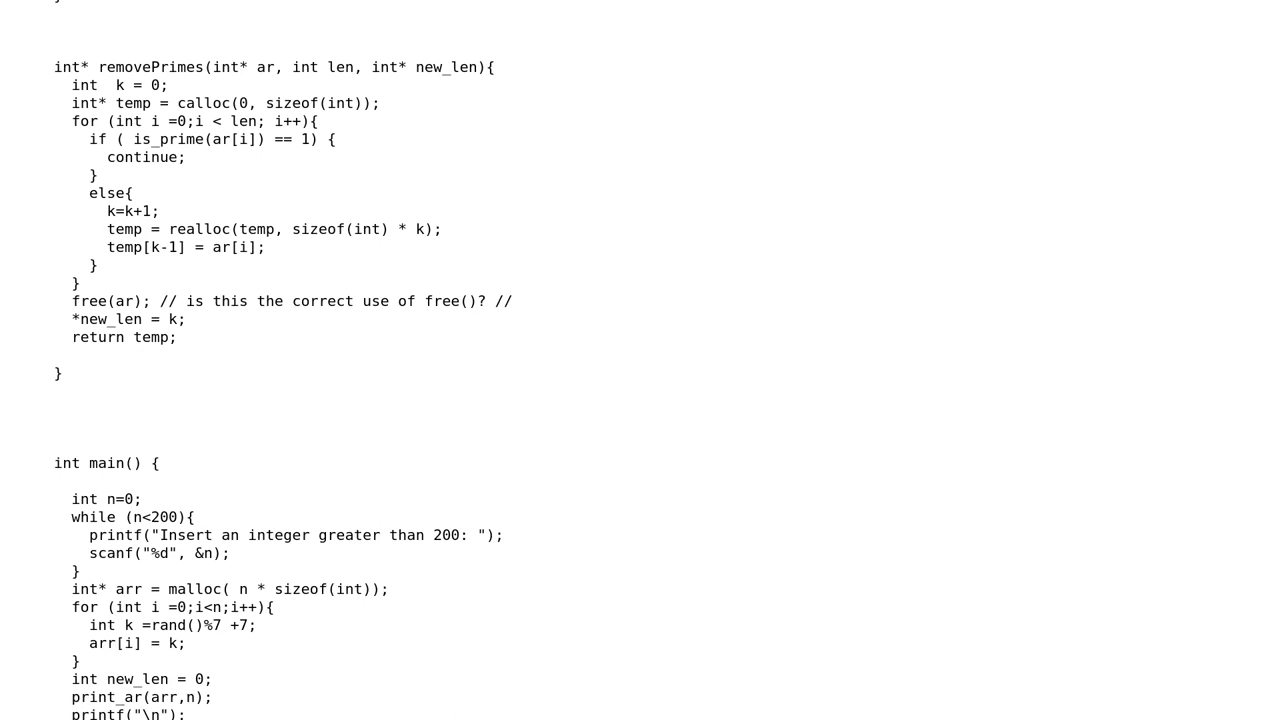 }
int* removePrimes(int* ar, int len, int* new_len){
  int  k = 0;
  int* temp = calloc(0, sizeof(int));
  for (int i =0;i < len; i++){
    if ( is_prime(ar[i]) == 1) {
      continue;
    }
    else{
      k=k+1;
      temp = realloc(temp, sizeof(int) * k);
      temp[k-1] = ar[i];
    }
  }
  free(ar); // is this the correct use of free()? //
  *new_len = k;
  return temp;
}
int main() {
  int n=0;
  while (n<200){
    printf("Insert an integer greater than 200: ");
    scanf("%d", &n);
  }
  int* arr = malloc( n * sizeof(int));
  for (int i =0;i<n;i++){
    int k =rand()%7 +7;
    arr[i] = k;
  }
  int new_len = 0;
  print_ar(arr,n);
  printf("\n");